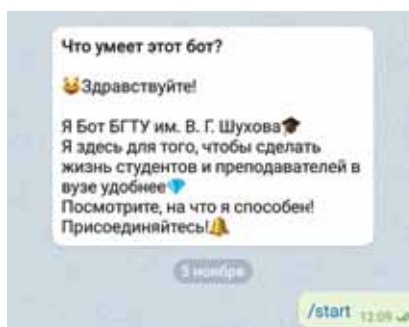 Что умеет этот бот?
😺Здравствуйте!
Я Бот БГТУ им. В. Г. Шухова🎓
Я здесь для того, чтобы сделать
жизнь студентов и преподавателей в
вузе удобнее💎
Посмотрите, на что я способен!
Присоединяйтесь!🔔
3 ноября
/start 12:09